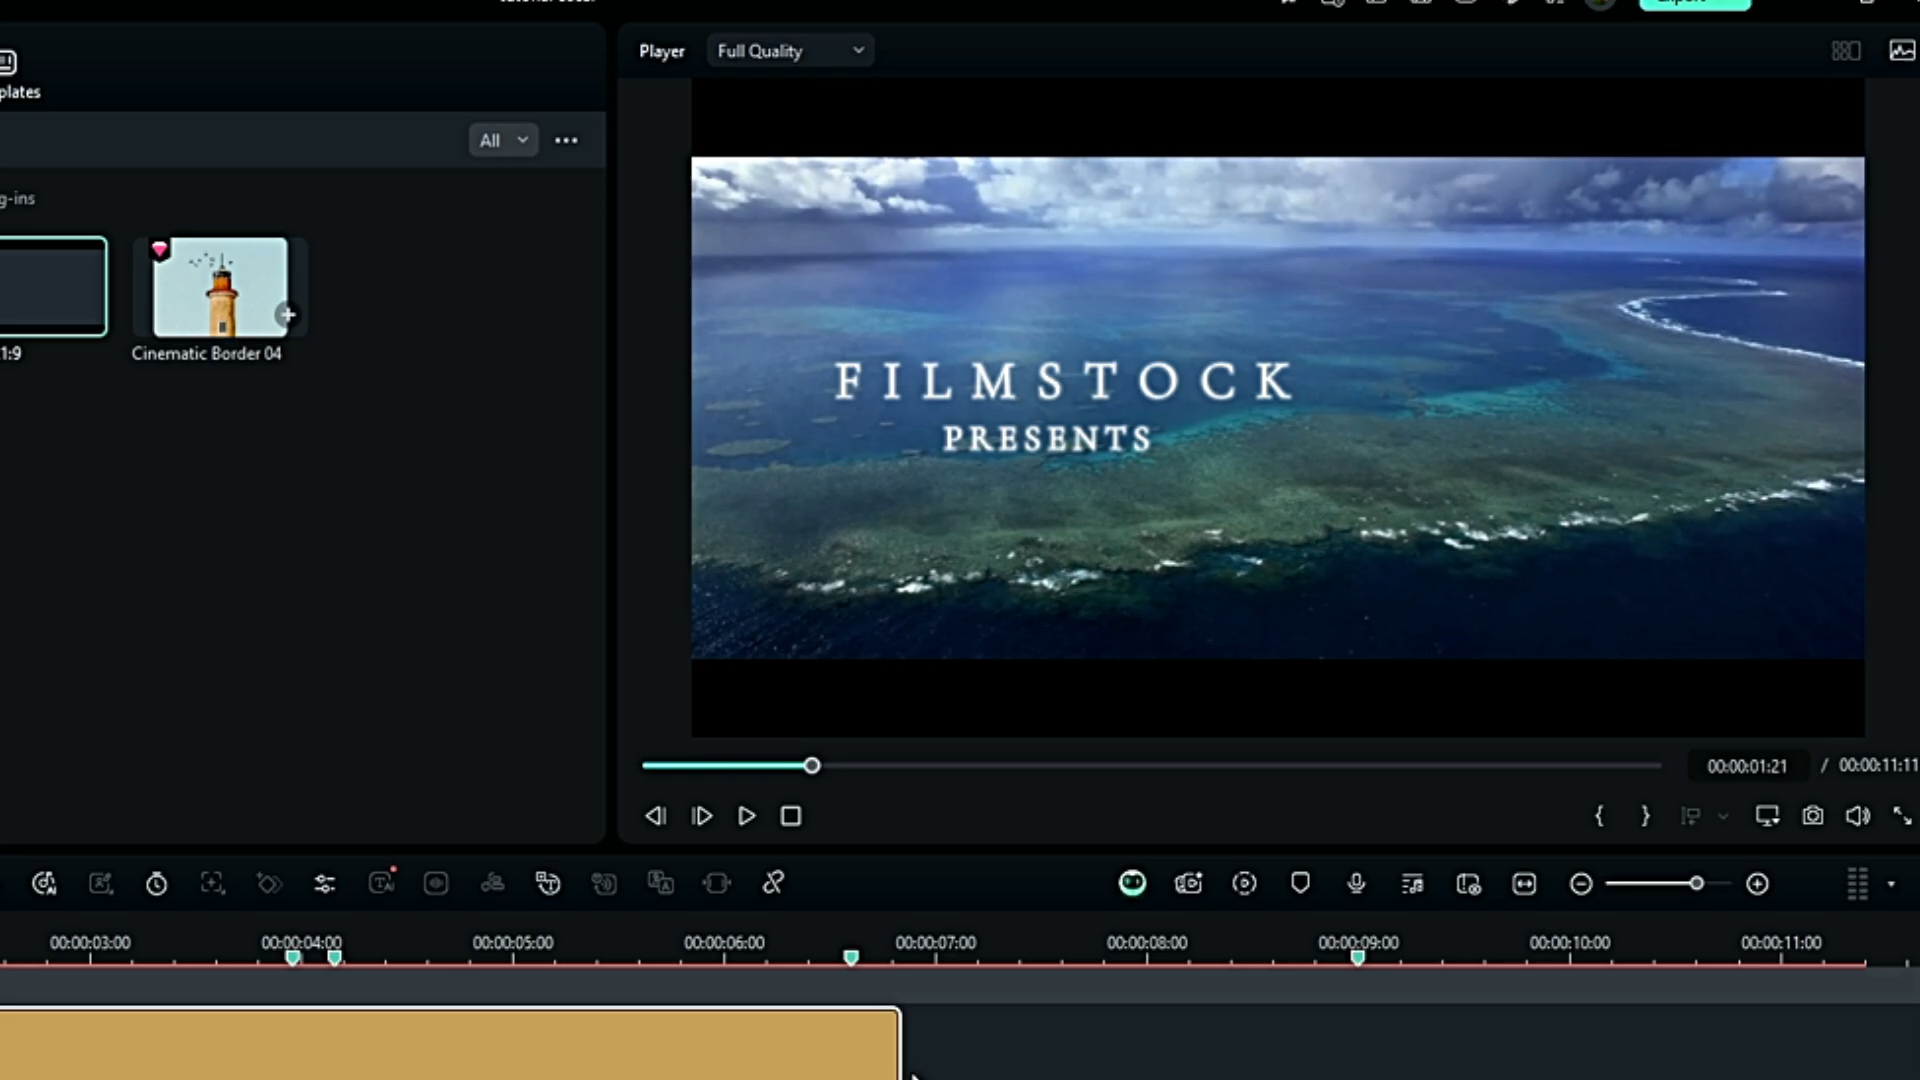 Player
Full Quality
plates
All
g-ins
1:9
Cinematic Border 04
FILMSTOCK
PRESENTS
00:00:01:21 / 00:00:11:11
00:00:03:00
00:00:04:00
00:00:05:00
00:00:06:00
00:00:07:00
00:00:08:00
00:00:09:00
00:00:10:00
00:00:11:00